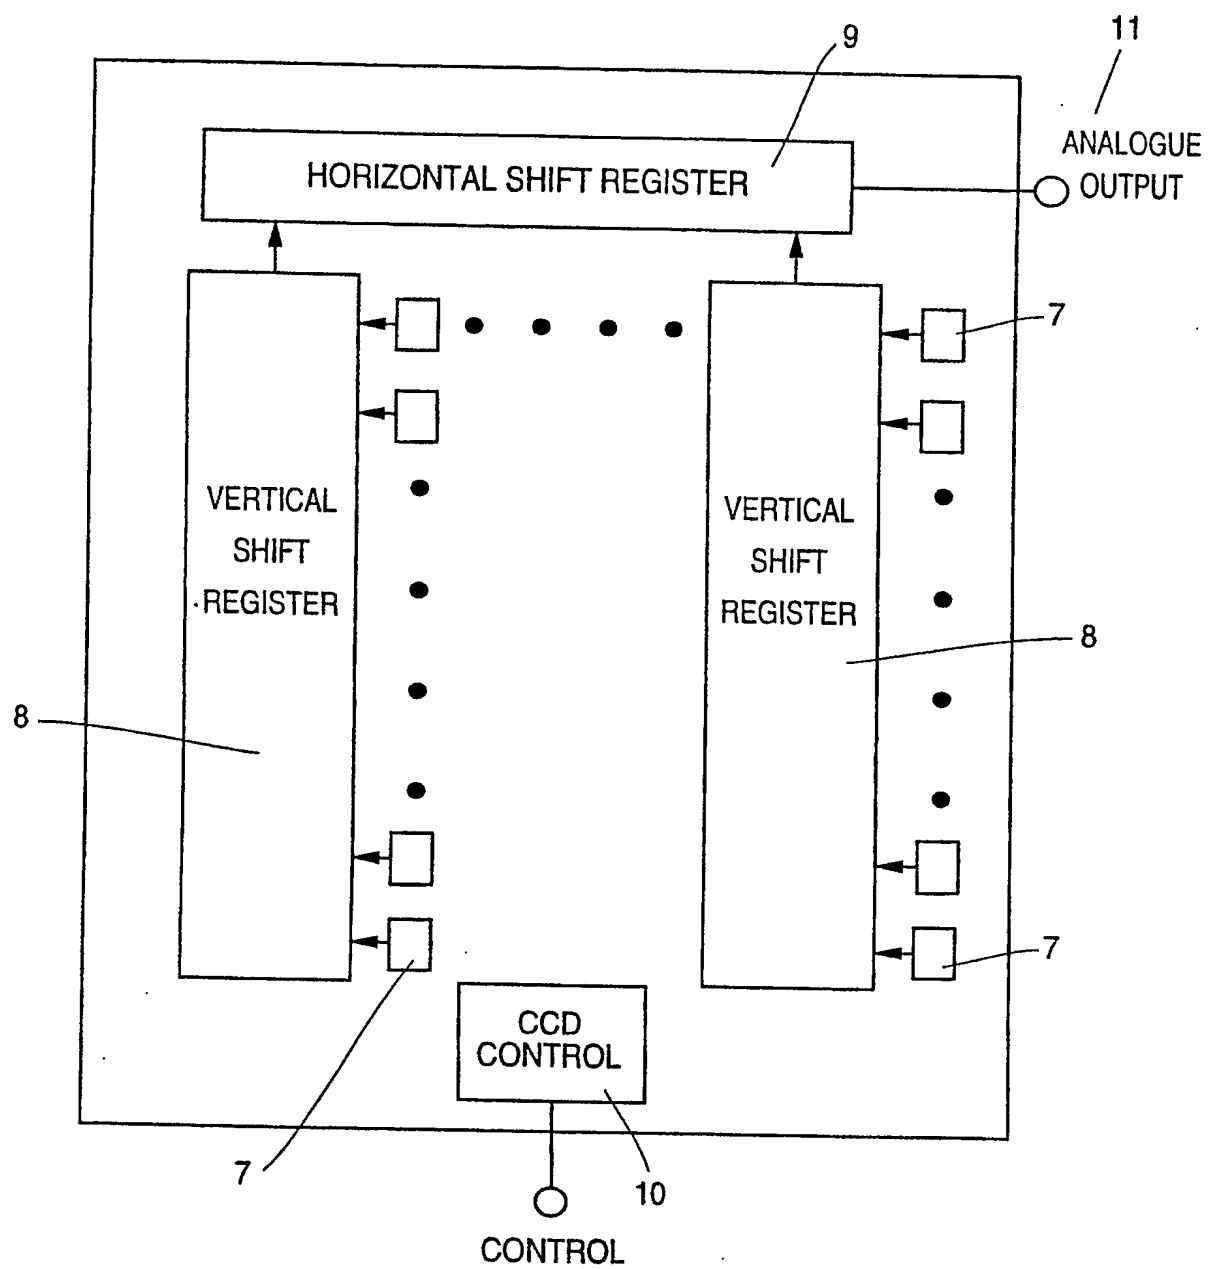 11
9
ANALOGUE
OUTPUT
HORIZONTAL SHIFT REGISTER
7
VERTICAL
SHIFT
REGISTER
VERTICAL
SHIFT
REGISTER
8
8
7
CCD
CONTROL
7
10
CONTROL